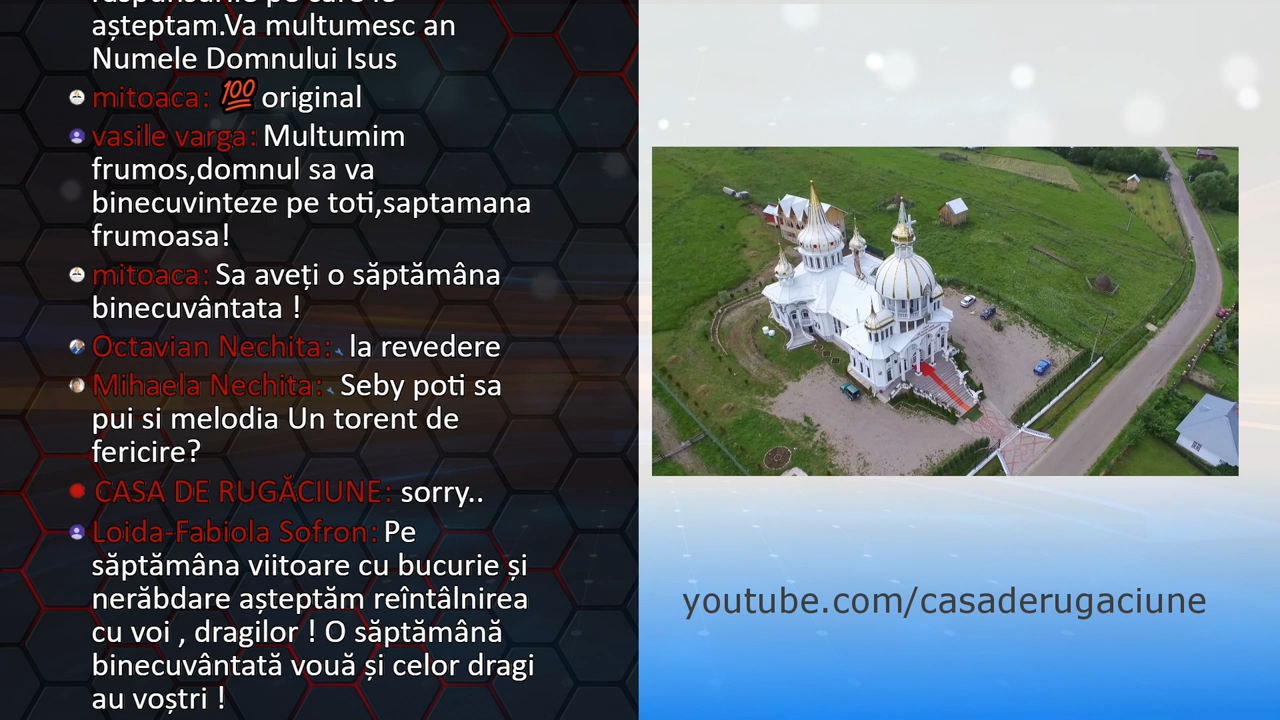 așteptam.Va multumesc an
Numele Domnului Isus
mitoaca: 💯 original
vasile varga: Multumim
frumos,domnul sa va
binecuvinteze pe toti,saptamana
frumoasa!
mitoaca: Sa aveți o săptămâna
binecuvântata !
Octavian Nechita: la revedere
Mihaela Nechita: Seby poti sa
pui si melodia Un torent de
fericire?
CASA DE RUGĂCIUNE: sorry..
Loida-Fabiola Sofron: Pe
săptămâna viitoare cu bucurie și
nerăbdare așteptăm reîntâlnirea
cu voi , dragilor ! O săptămână
binecuvântată vouă și celor dragi
au voștri !
youtube.com/casaderugaciune